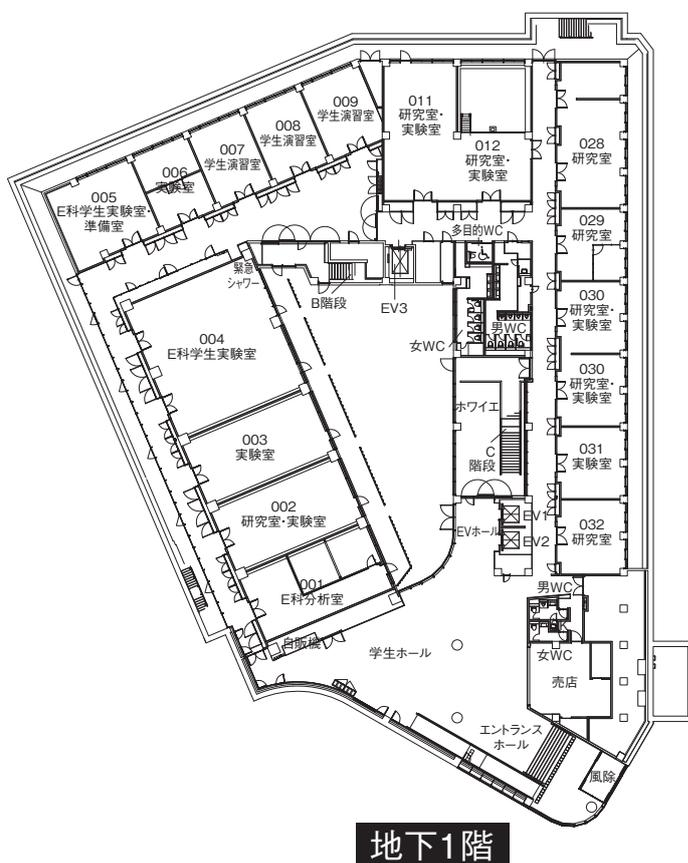 009
学生演習室
008
学生演習室
007
学生演習室
006
実験室
005
E科学生実験室・
準備室
011
研究室・
実験室
012
研究室・
実験室
028
研究室
029
研究室
030
研究室・
実験室
030
研究室・
実験室
031
実験室
032
研究室
多目的WC
緊急
シャワー
B階段
EV3
女WC
男WC
004
E科学生実験室
003
実験室
002
研究室・実験室
001
E科分析室
ホワイエ
C
階段
EVホール
EV1
EV2
男WC
女WC
売店
自販機
学生ホール
エントランス
ホール
風除
地下1階